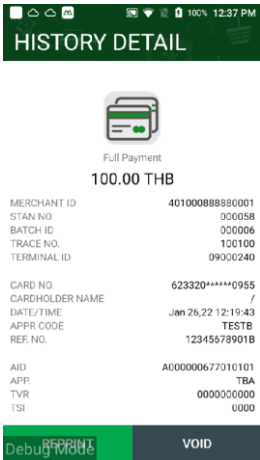 100% 12:37 PM
HISTORY DETAIL
Full Payment
100.00 THB
MERCHANT ID 401000888880001
STAN NO. 000058
BATCH ID 000006
TRACE NO. 100100
TERMINAL ID 09000240
CARD NO. 623320******0955
CARDHOLDER NAME /
DATE/TIME Jan 26,22 12:19:43
APPR CODE TESTB
REF. NO. 12345678901B
AID A000000677010101
APP. TBA
TVR 0000000000
TSI 0000
REPRINT VOID
Debug Mode